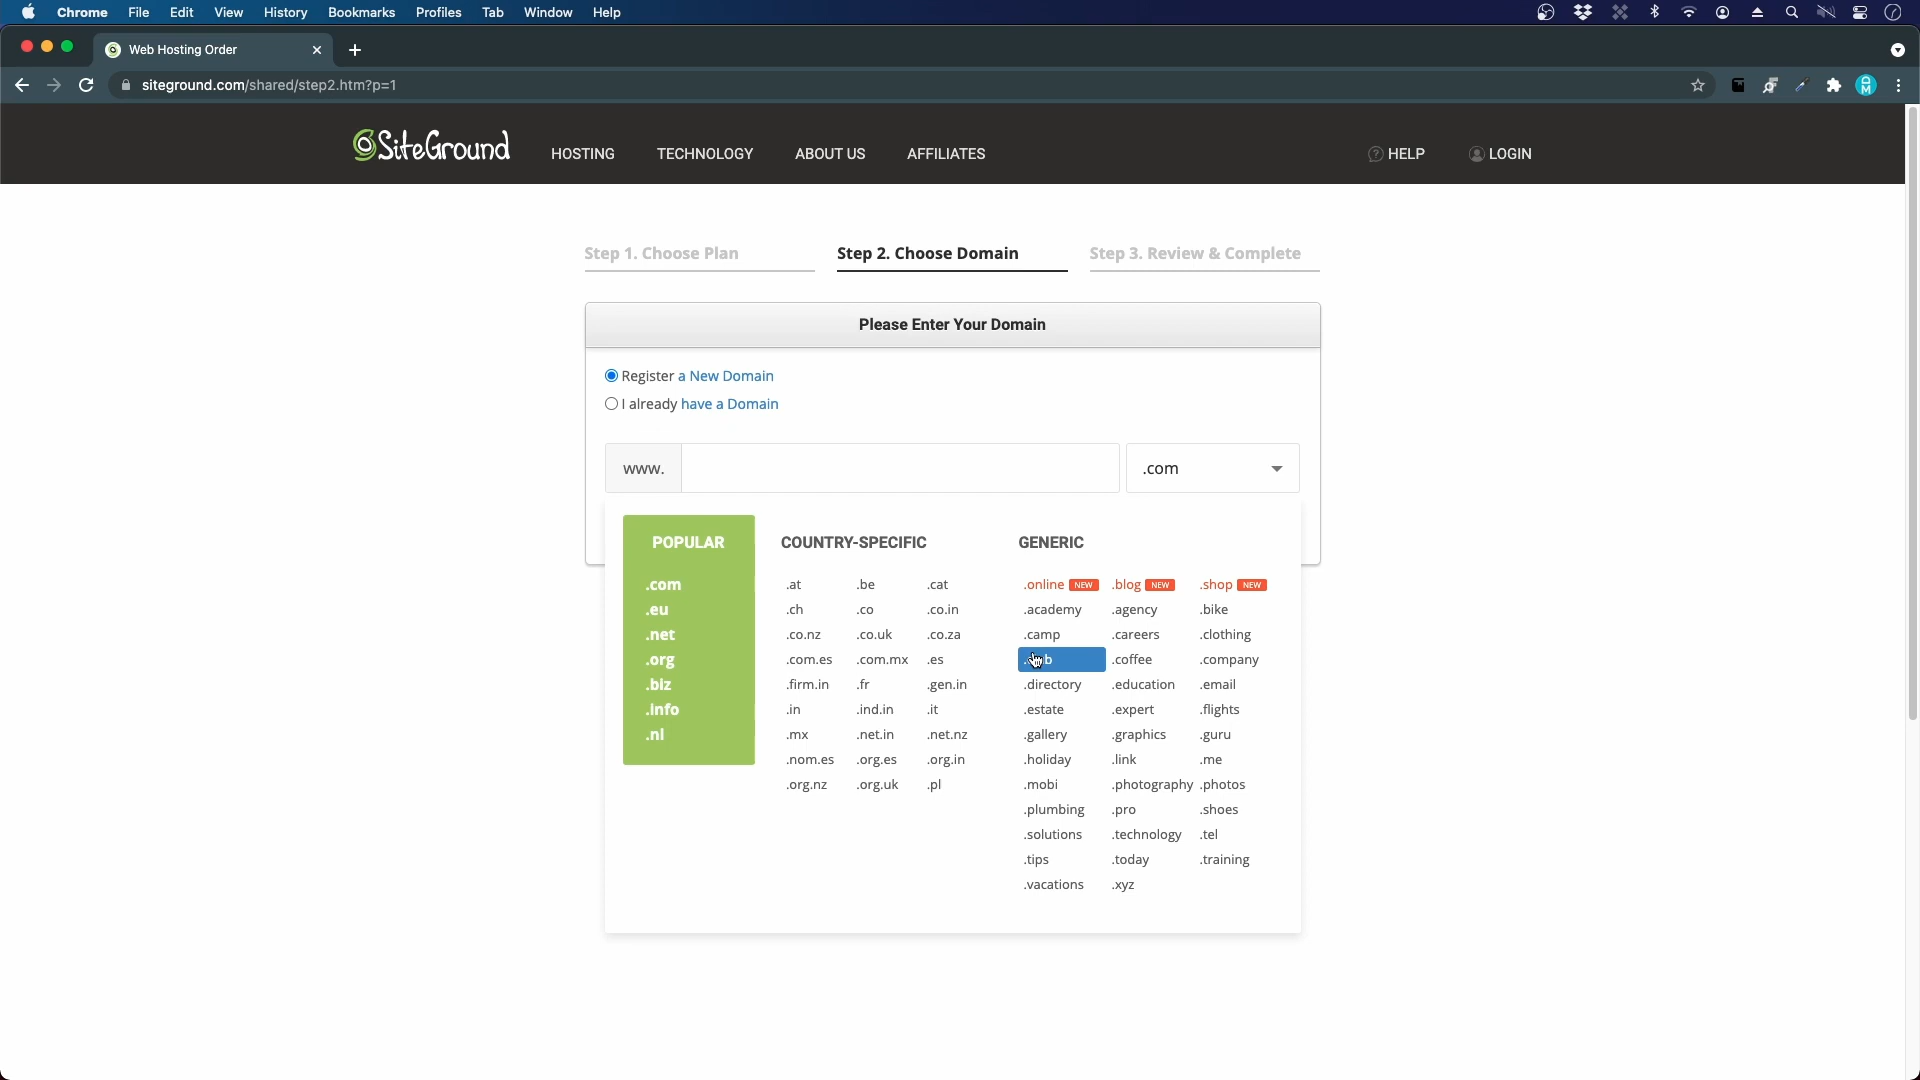 Chrome File Edit View History Bookmarks Profiles Tab Window Help
Web Hosting Order
siteground.com/shared/step2.htm?p=1
SiteGround HOSTING TECHNOLOGY ABOUT US AFFILIATES HELP LOGIN
Step 1. Choose Plan Step 2. Choose Domain Step 3. Review & Complete
Please Enter Your Domain
Register a New Domain
I already have a Domain
www. .com
POPULAR COUNTRY-SPECIFIC GENERIC
.com .at .be .cat .online NEW .blog NEW .shop NEW
.eu .ch .co .co.in .academy .agency .bike
.net .co.nz .co.uk .co.za .camp .careers .clothing
.org .com.es .com.mx .es .coffee .company
.biz .firm.in .fr .gen.in .directory .education .email
.info .in .ind.in .it .estate .expert .flights
.nl .mx .net.in .net.nz .gallery .graphics .guru
.nom.es .org.es .org.in .holiday .link .me
.org.nz .org.uk .pl .mobi .photography .photos
.plumbing .pro .shoes
.solutions .technology .tel
.tips .today .training
.vacations .xyz